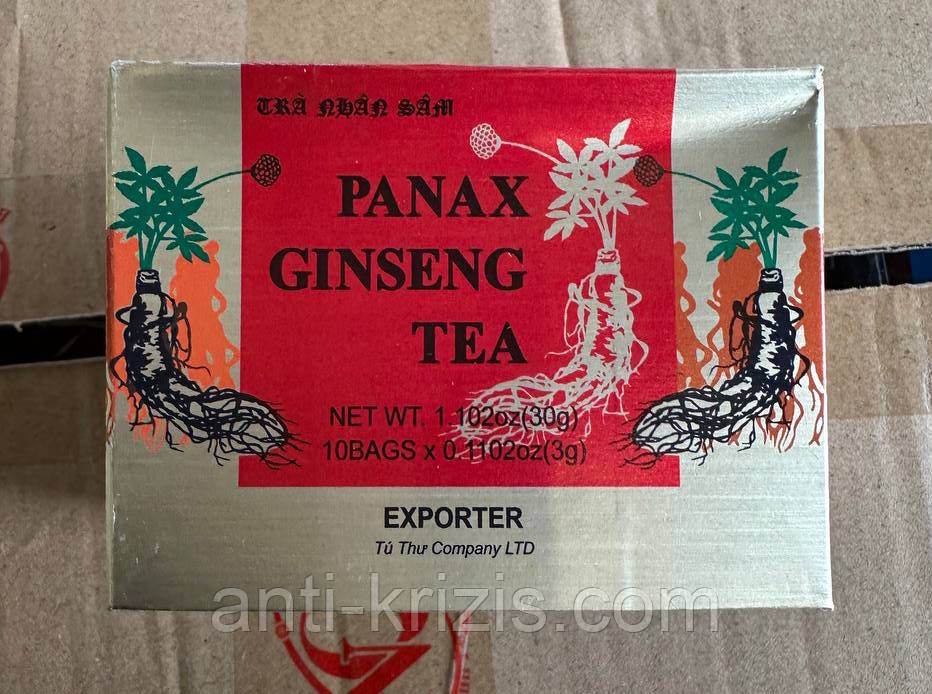 TRÀ NHÂN SÂM
PANAX
GINSENG
TEA
NET WT. 1.102oz(30g)
10BAGS x 0.1102oz(3g)
EXPORTER
Tú Thư Company LTD
anti-krizis.com